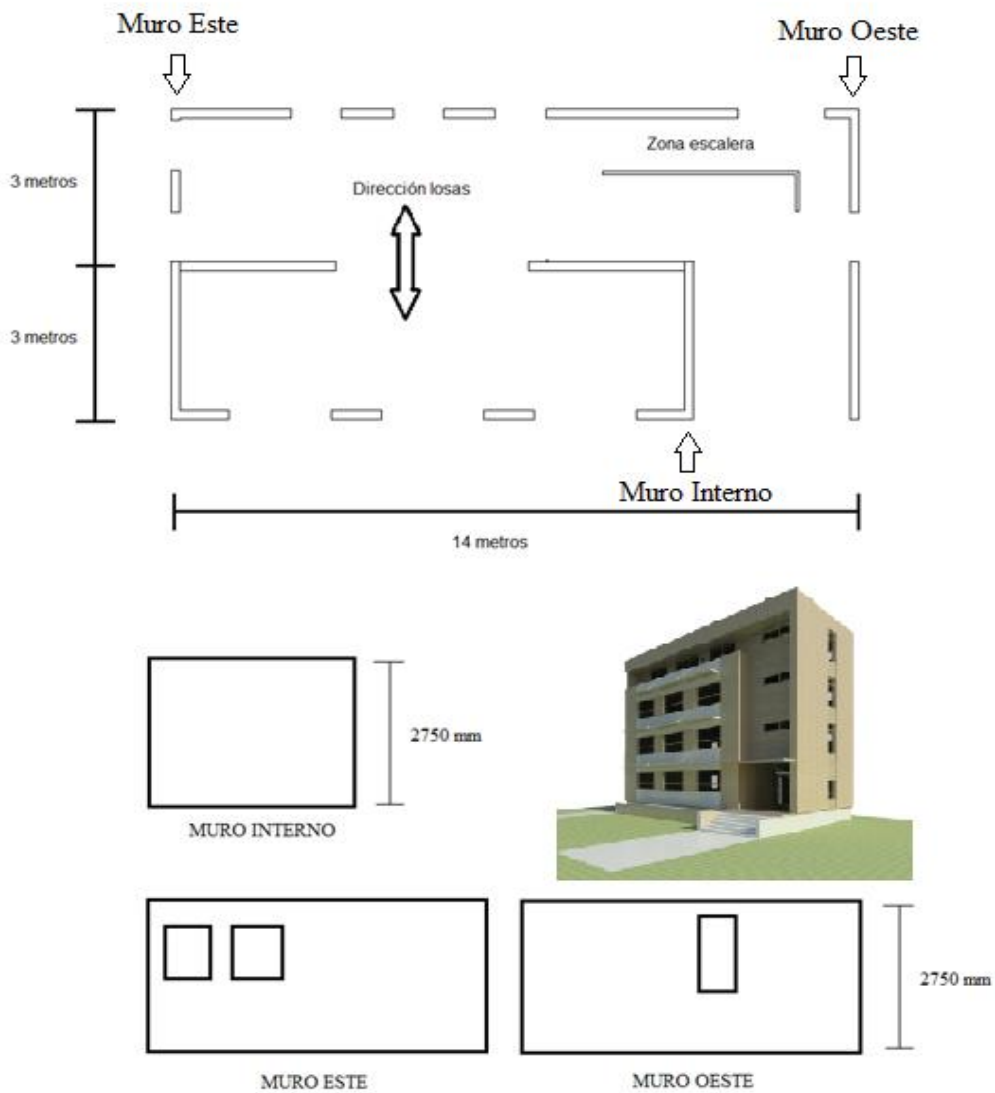 Muro Este
Muro Oeste
Zona escalera
3 metros
Dirección losas
3 metros
Muro Interno
14 metros
2750 mm
MURO INTERNO
2750 mm
MURO ESTE
MURO OESTE